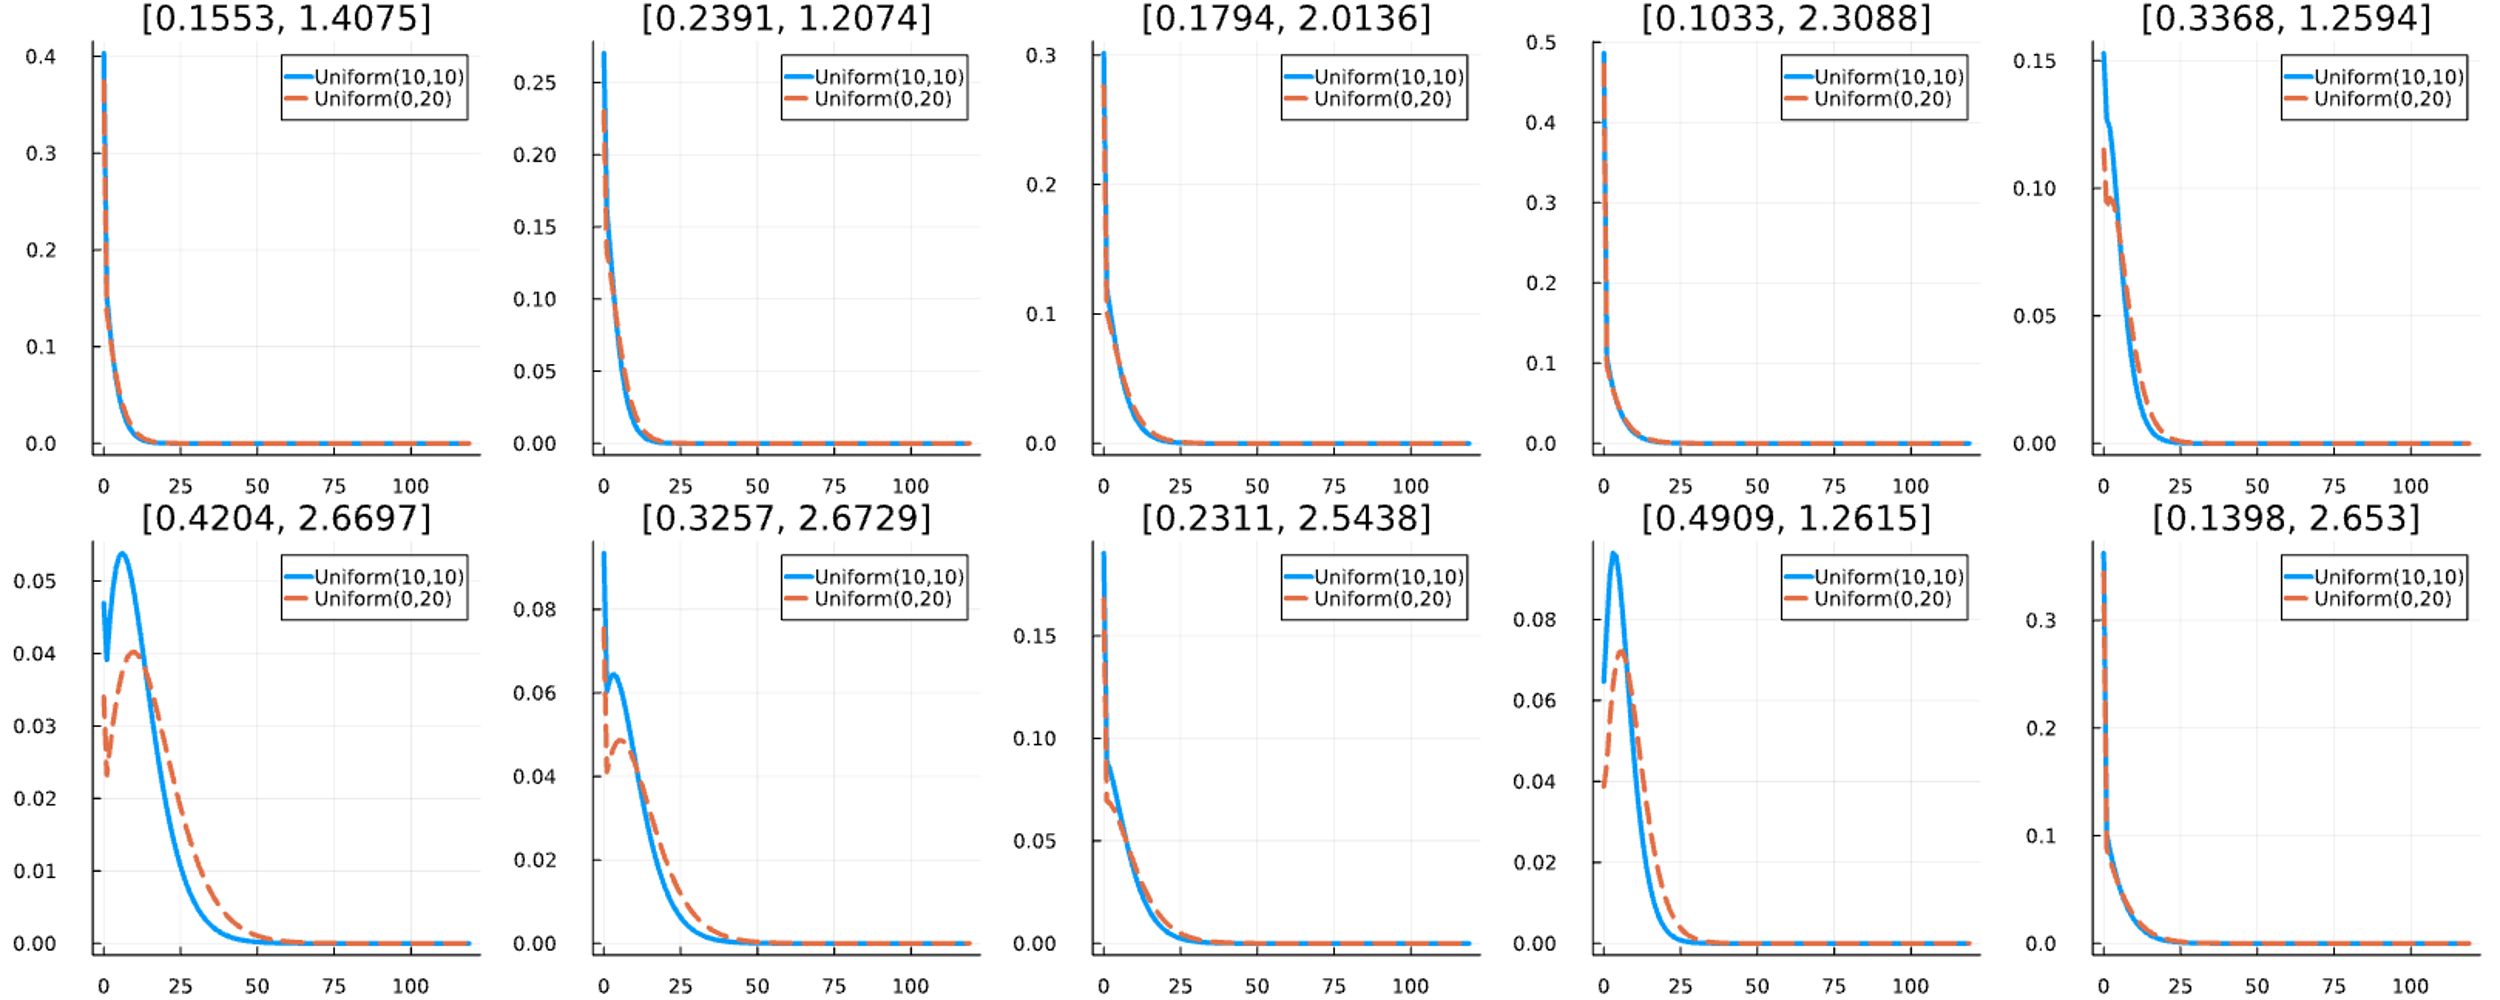 [0.1553, 1.4075]
0.4
0.3
0.2
0.1
0.0
0 25 50 75 100
Uniform(10,10)
Uniform(0,20)
[0.2391, 1.2074]
0.25
0.20
0.15
0.10
0.05
0.00
0 25 50 75 100
Uniform(10,10)
Uniform(0,20)
[0.1794, 2.0136]
0.3
0.2
0.1
0.0
0 25 50 75 100
Uniform(10,10)
Uniform(0,20)
[0.1033, 2.3088]
0.5
0.4
0.3
0.2
0.1
0.0
0 25 50 75 100
Uniform(10,10)
Uniform(0,20)
[0.3368, 1.2594]
0.15
0.10
0.05
0.00
0 25 50 75 100
Uniform(10,10)
Uniform(0,20)
[0.4204, 2.6697]
0.05
0.04
0.03
0.02
0.01
0.00
0 25 50 75 100
Uniform(10,10)
Uniform(0,20)
[0.3257, 2.6729]
0.08
0.06
0.04
0.02
0.00
0 25 50 75 100
Uniform(10,10)
Uniform(0,20)
[0.2311, 2.5438]
0.15
0.10
0.05
0.00
0 25 50 75 100
Uniform(10,10)
Uniform(0,20)
[0.4909, 1.2615]
0.08
0.06
0.04
0.02
0.00
0 25 50 75 100
Uniform(10,10)
Uniform(0,20)
[0.1398, 2.653]
0.3
0.2
0.1
0.0
0 25 50 75 100
Uniform(10,10)
Uniform(0,20)